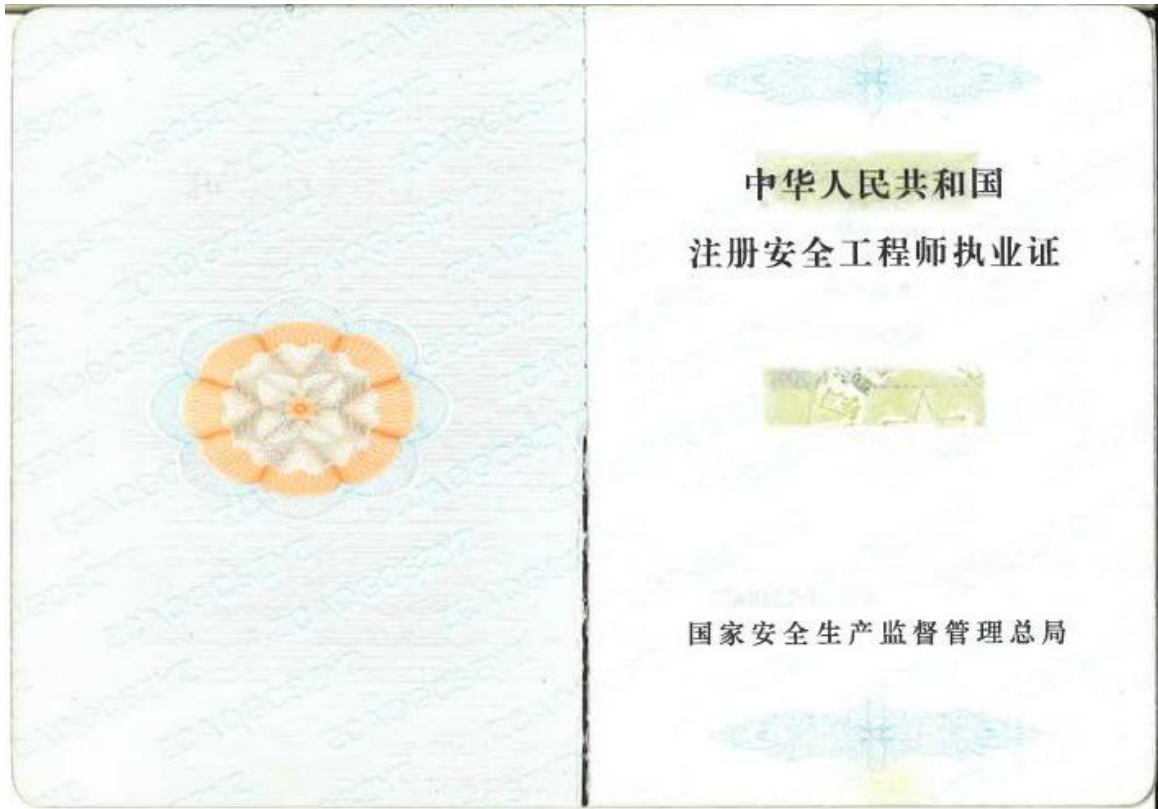 中华人民共和国
注册安全工程师执业证
国家安全生产监督管理总局